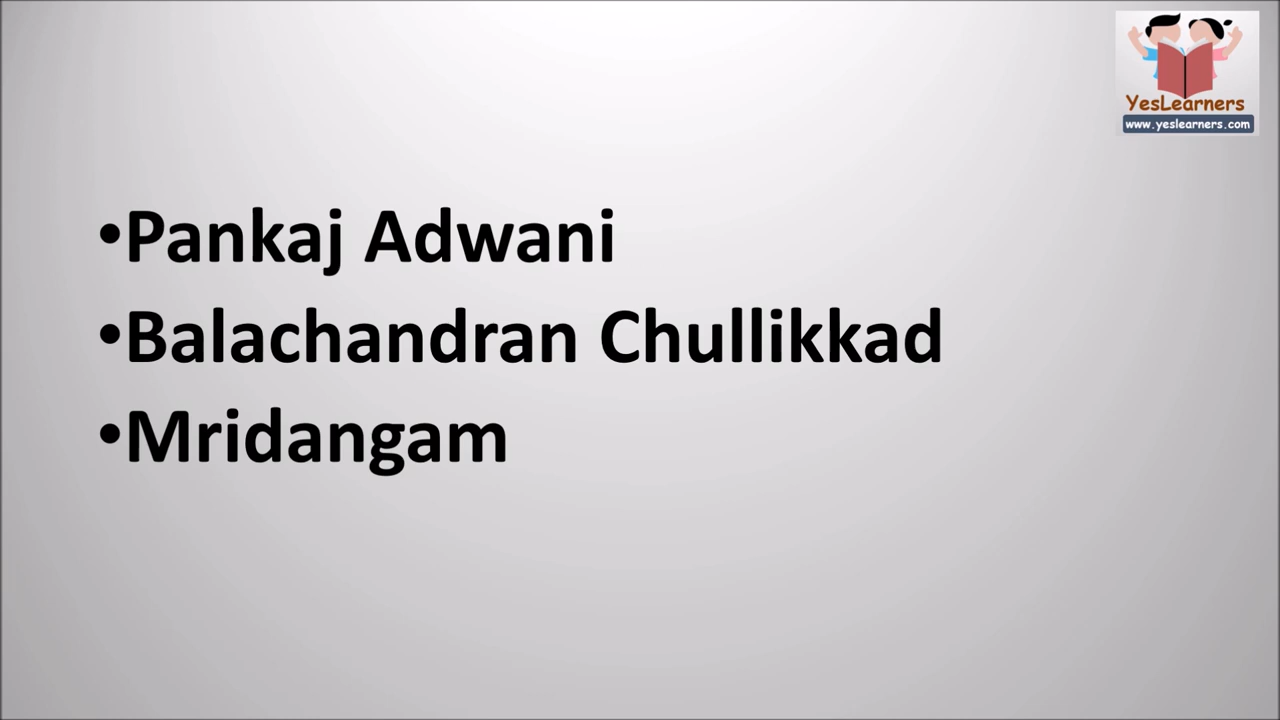 YesLearners
www.yeslearners.com
•Pankaj Adwani
•Balachandran Chullikkad
•Mridangam